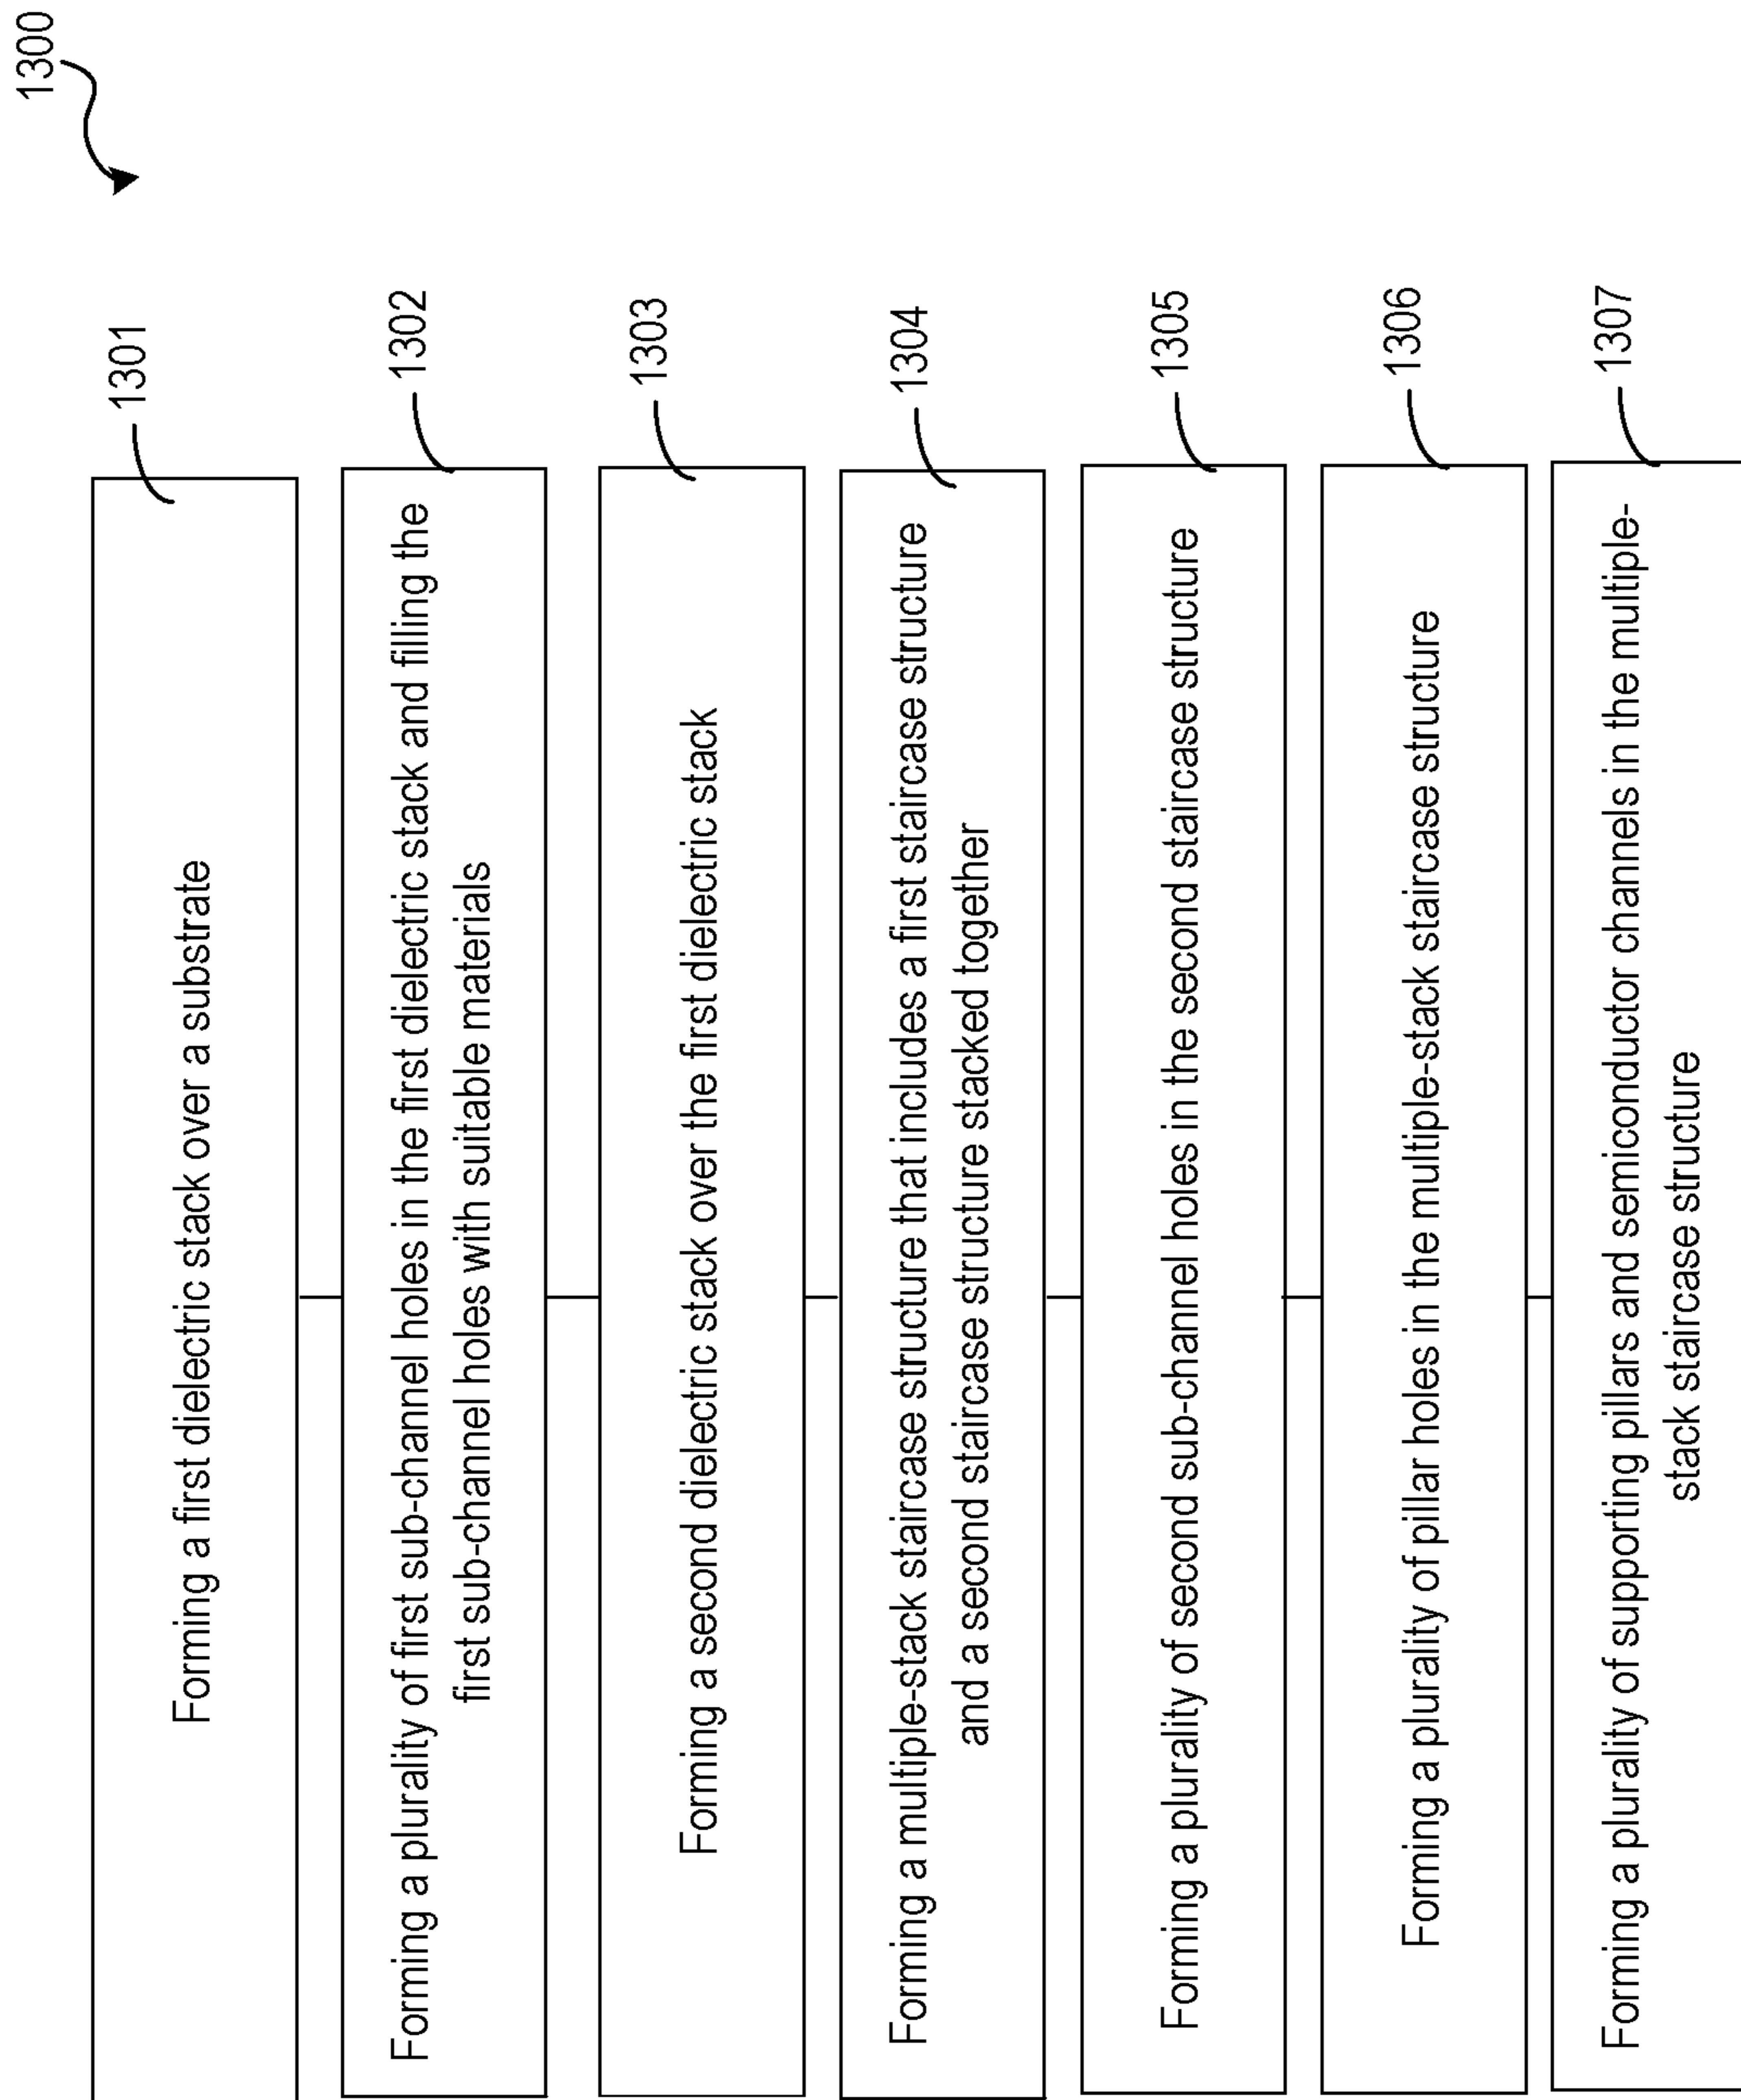 1300
1301
Forming a first dielectric stack over a substrate
1302
Forming a plurality of first sub-channel holes in the first dielectric stack and filling the
first sub-channel holes with suitable materials
1303
Forming a second dielectric stack over the first dielectric stack
1304
Forming a multiple-stack staircase structure that includes a first staircase structure
and a second staircase structure stacked together
1305
Forming a plurality of second sub-channel holes in the second staircase structure
1306
Forming a plurality of pillar holes in the multiple-stack staircase structure
1307
Forming a plurality of supporting pillars and semiconductor channels in the multiple-
stack staircase structure